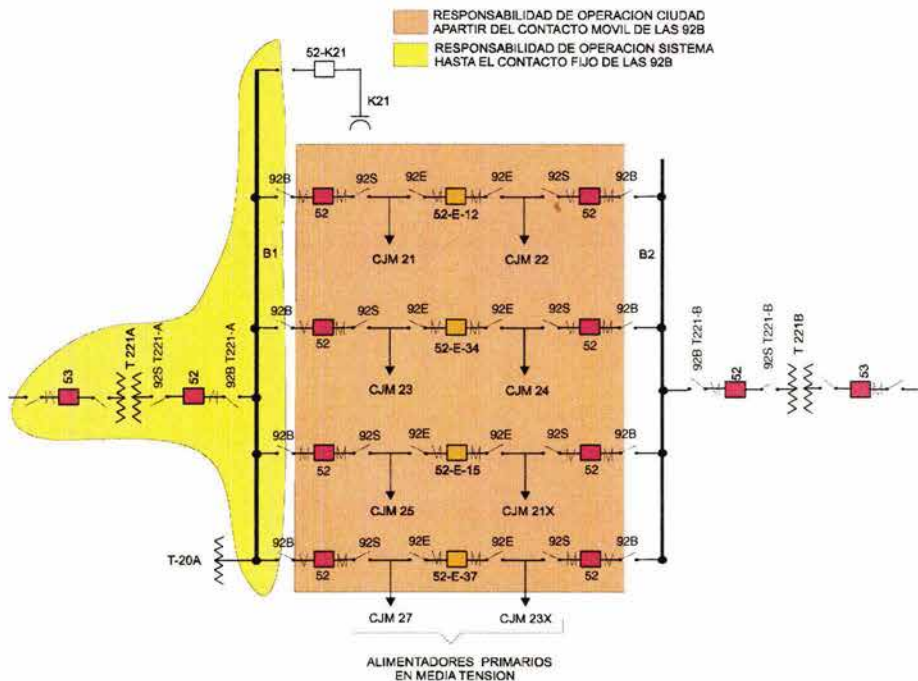 RESPONSABILIDAD DE OPERACION CIUDAD
APARTIR DEL CONTACTO MOVIL DE LAS 92B
RESPONSABILIDAD DE OPERACION SISTEMA
HASTA EL CONTACTO FIJO DE LAS 92B
52-K21
K21
92B
52
92S
92E
52-E-12
92E
92S
52
92B
CJM 21
CJM 22
B1
B2
92B
52
92S
92E
52-E-34
92E
92S
52
92B
CJM 23
CJM 24
53
T 221A
92S T221-A
52
92B T221-A
92B T221-B
52
92S T221-B
T 221B
53
92B
52
92S
92E
52-E-15
92E
92S
52
92B
CJM 25
CJM 21X
T-20A
92B
52
92S
92E
52-E-37
92E
92S
52
92B
CJM 27
CJM 23X
ALIMENTADORES PRIMARIOS
EN MEDIA TENSION